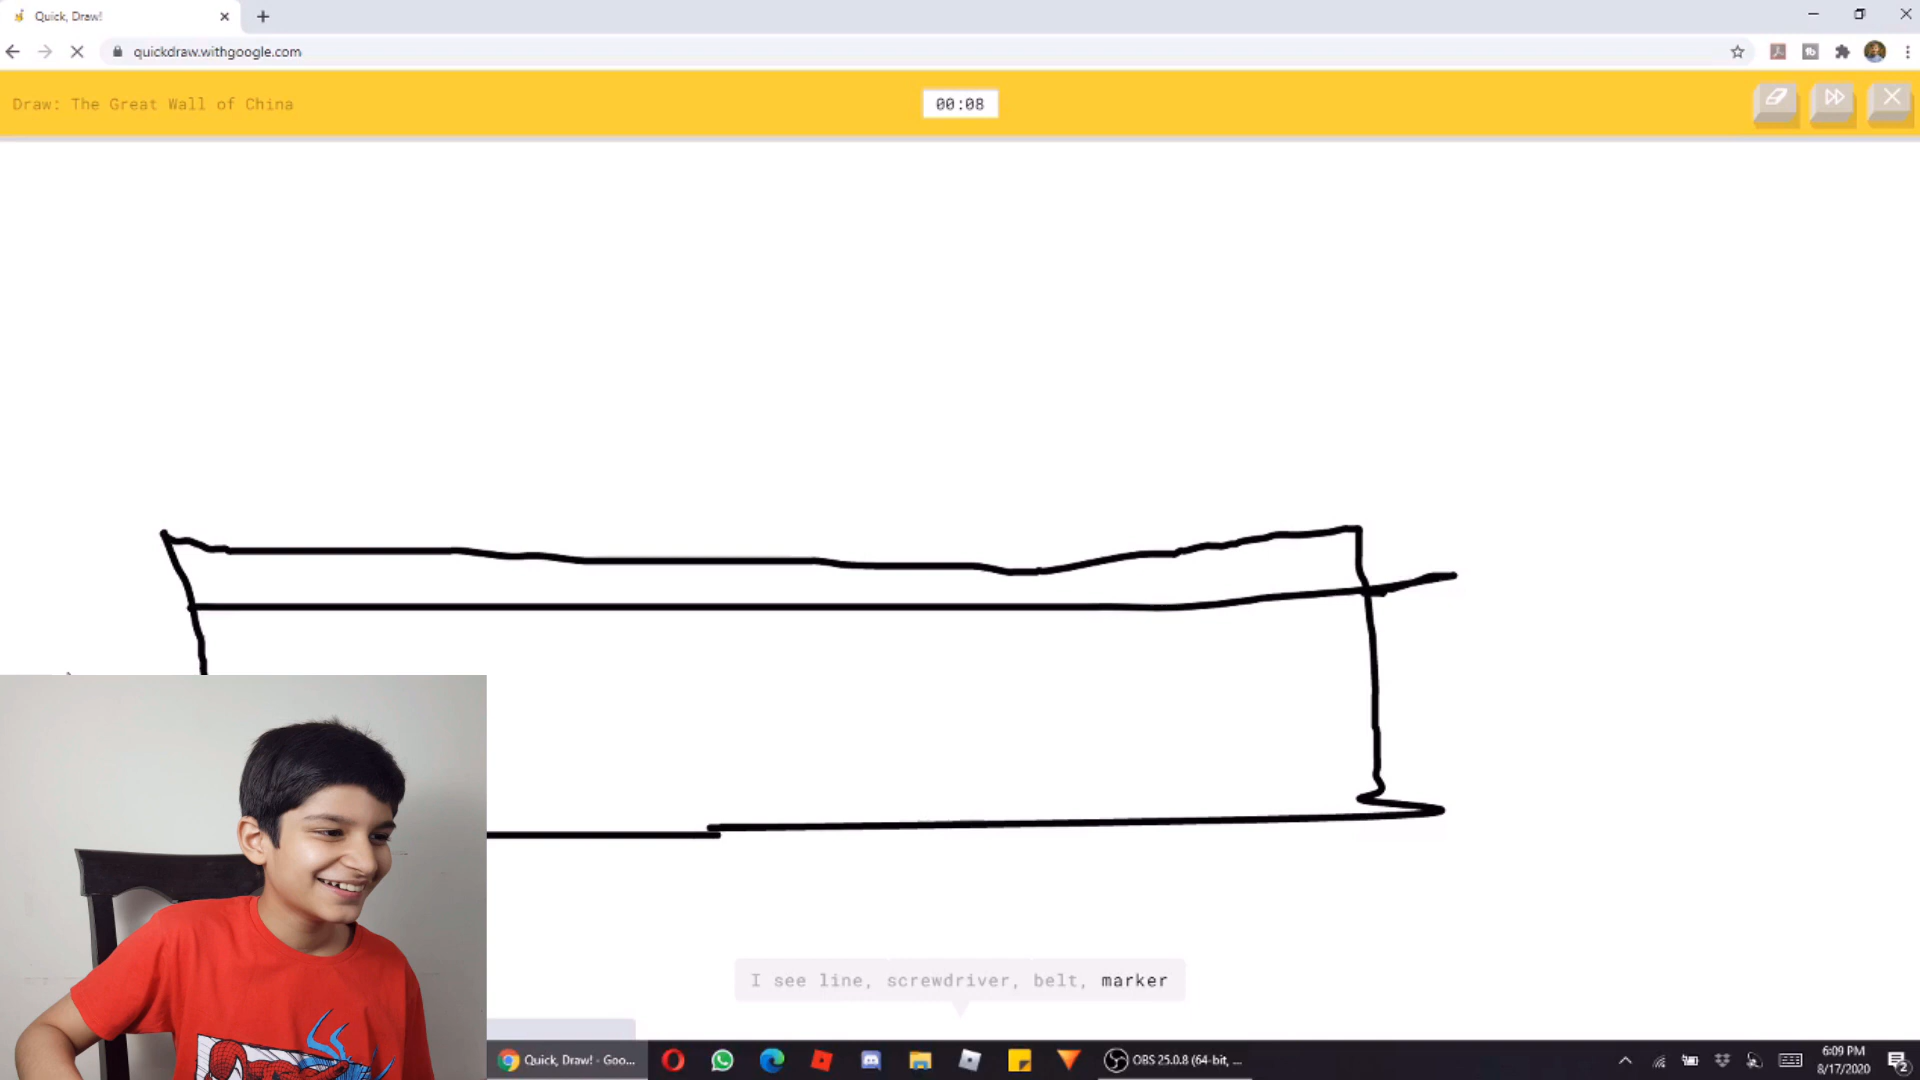 Quick, Draw!
quickdraw.withgoogle.com
Draw: The Great Wall of China
00:08
I see line, screwdriver, belt, marker
Quick, Draw! - Goo...
OBS 25.0.8 (64-bit, ...
6:09 PM
8/17/2020
2